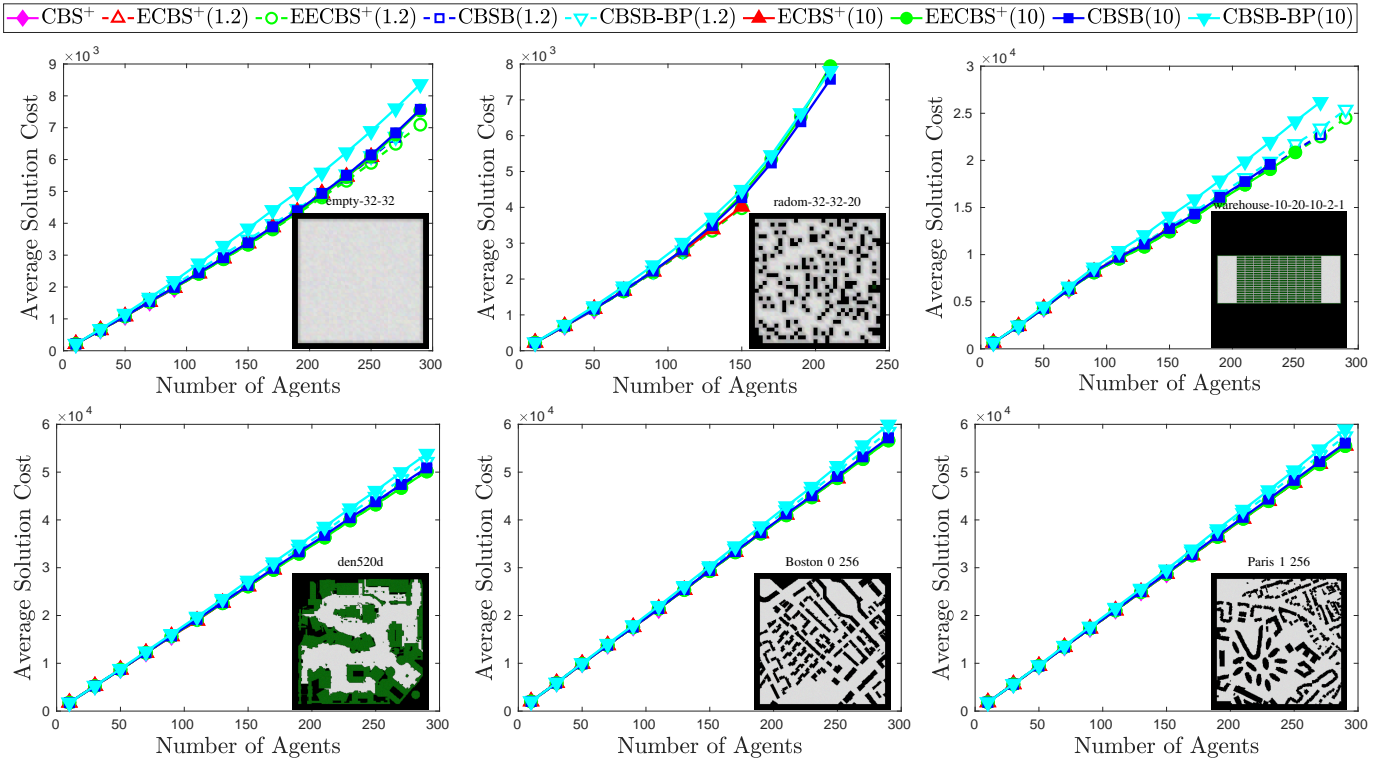 CBS⁺ ECBS⁺(1.2) EECBS⁺(1.2) CBSB(1.2) CBSB-BP(1.2) ECBS⁺(10) EECBS⁺(10) CBSB(10) CBSB-BP(10)
×10³
9
8
7
6
5
4
3
2
1
0
Average Solution Cost
empty-32-32
0 50 100 150 200 250 300
Number of Agents
×10³
8
7
6
5
4
3
2
1
0
Average Solution Cost
radom-32-32-20
0 50 100 150 200 250
Number of Agents
×10⁴
3
2.5
2
1.5
1
0.5
0
Average Solution Cost
warehouse-10-20-10-2-1
0 50 100 150 200 250 300
Number of Agents
×10⁴
6
5
4
3
2
1
0
Average Solution Cost
den520d
0 50 100 150 200 250 300
Number of Agents
×10⁴
6
5
4
3
2
1
0
Average Solution Cost
Boston 0 256
0 50 100 150 200 250 300
Number of Agents
×10⁴
6
5
4
3
2
1
0
Average Solution Cost
Paris 1 256
0 50 100 150 200 250 300
Number of Agents